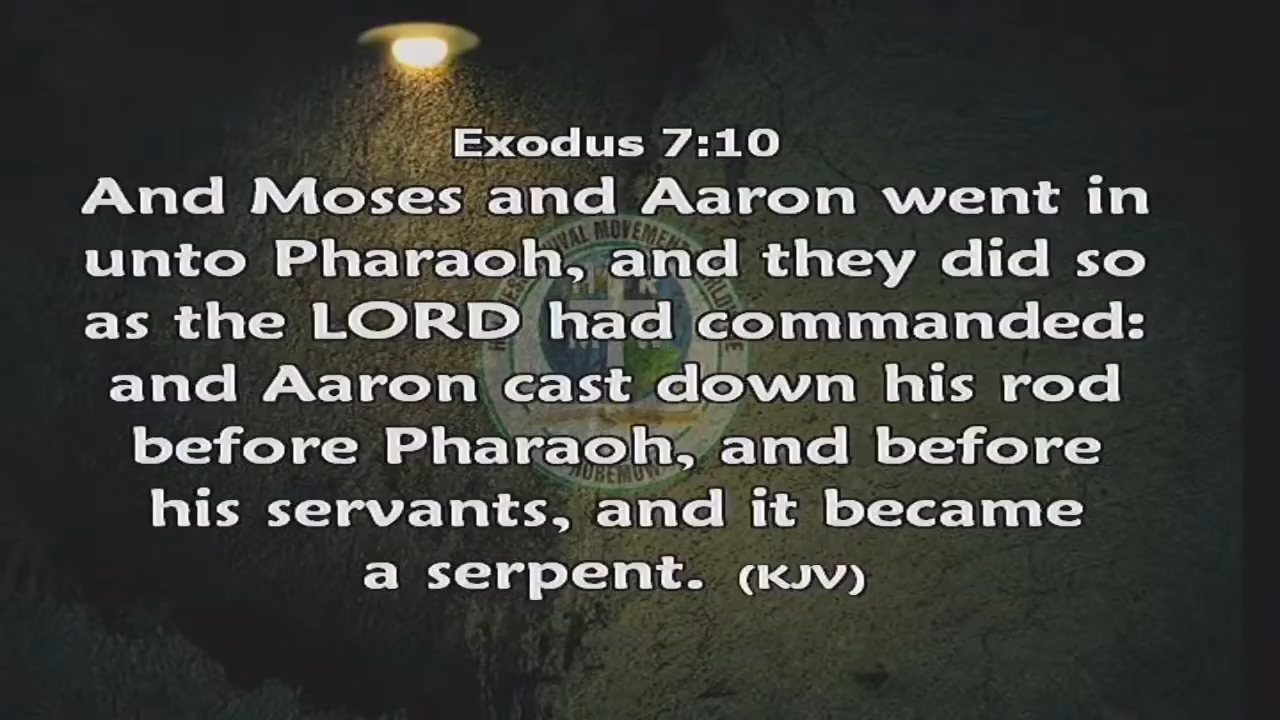 Exodus 7:10
And Moses and Aaron went in
unto Pharaoh, and they did so
as the LORD had commanded:
and Aaron cast down his rod
before Pharaoh, and before
his servants, and it became
a serpent. (KJV)